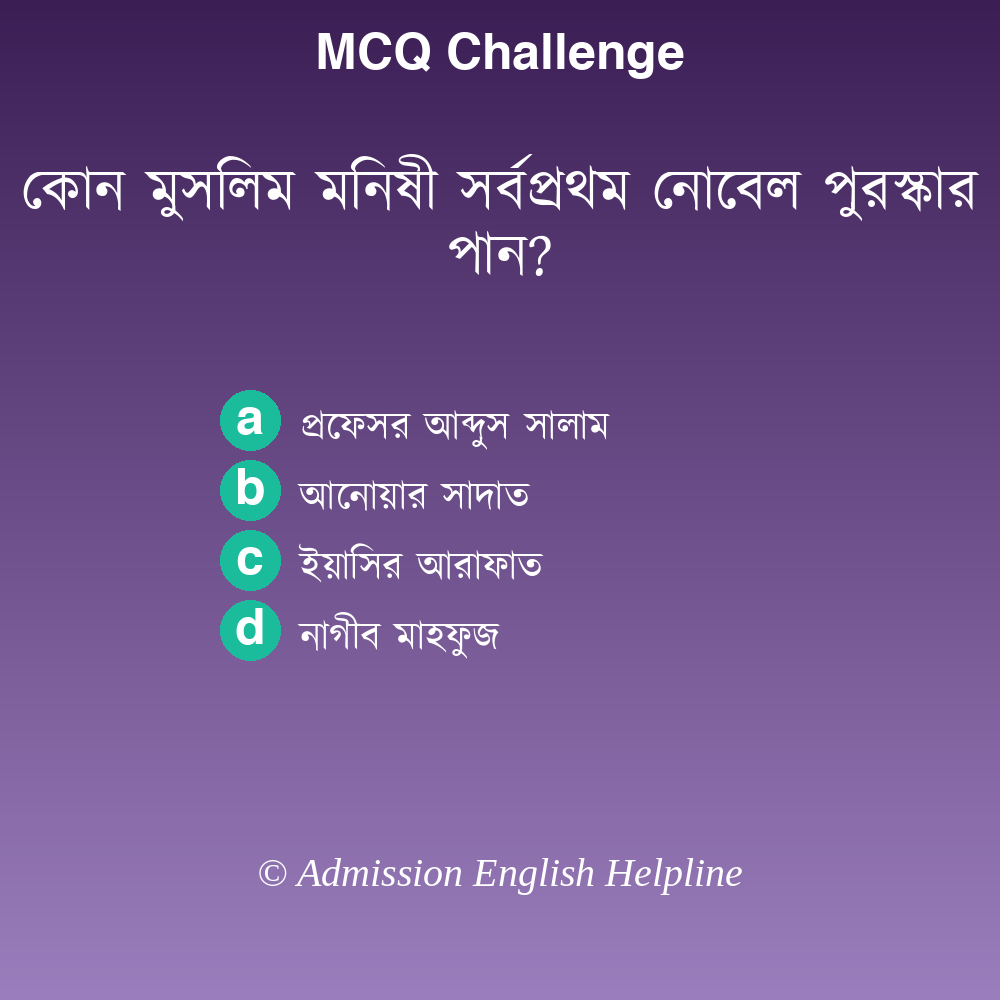 MCQ Challenge
কোন মুসলিম মনিষী সর্বপ্রথম নোবেল পুরস্কার
পান?
a প্রফেসর আব্দুস সালাম
b আনোয়ার সাদাত
c ইয়াসির আরাফাত
d নাগীব মাহফুজ
© Admission English Helpline